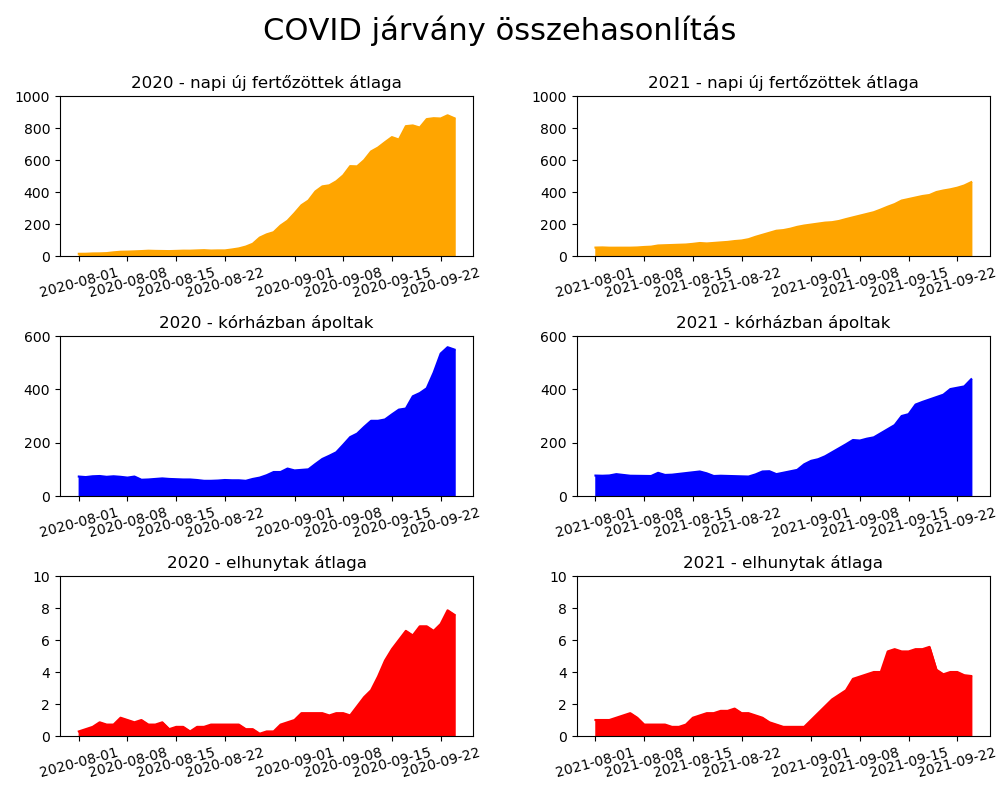 COVID járvány összehasonlítás
2020 - napi új fertőzöttek átlaga
1000
800
600
400
200
0
2020-08-01 2020-08-08 2020-08-15 2020-08-22 2020-09-01 2020-09-08 2020-09-15 2020-09-22
2021 - napi új fertőzöttek átlaga
1000
800
600
400
200
0
2021-08-01 2021-08-08 2021-08-15 2021-08-22 2021-09-01 2021-09-08 2021-09-15 2021-09-22
2020 - kórházban ápoltak
600
400
200
0
2020-08-01 2020-08-08 2020-08-15 2020-08-22 2020-09-01 2020-09-08 2020-09-15 2020-09-22
2021 - kórházban ápoltak
600
400
200
0
2021-08-01 2021-08-08 2021-08-15 2021-08-22 2021-09-01 2021-09-08 2021-09-15 2021-09-22
2020 - elhunytak átlaga
10
8
6
4
2
0
2020-08-01 2020-08-08 2020-08-15 2020-08-22 2020-09-01 2020-09-08 2020-09-15 2020-09-22
2021 - elhunytak átlaga
10
8
6
4
2
0
2021-08-01 2021-08-08 2021-08-15 2021-08-22 2021-09-01 2021-09-08 2021-09-15 2021-09-22